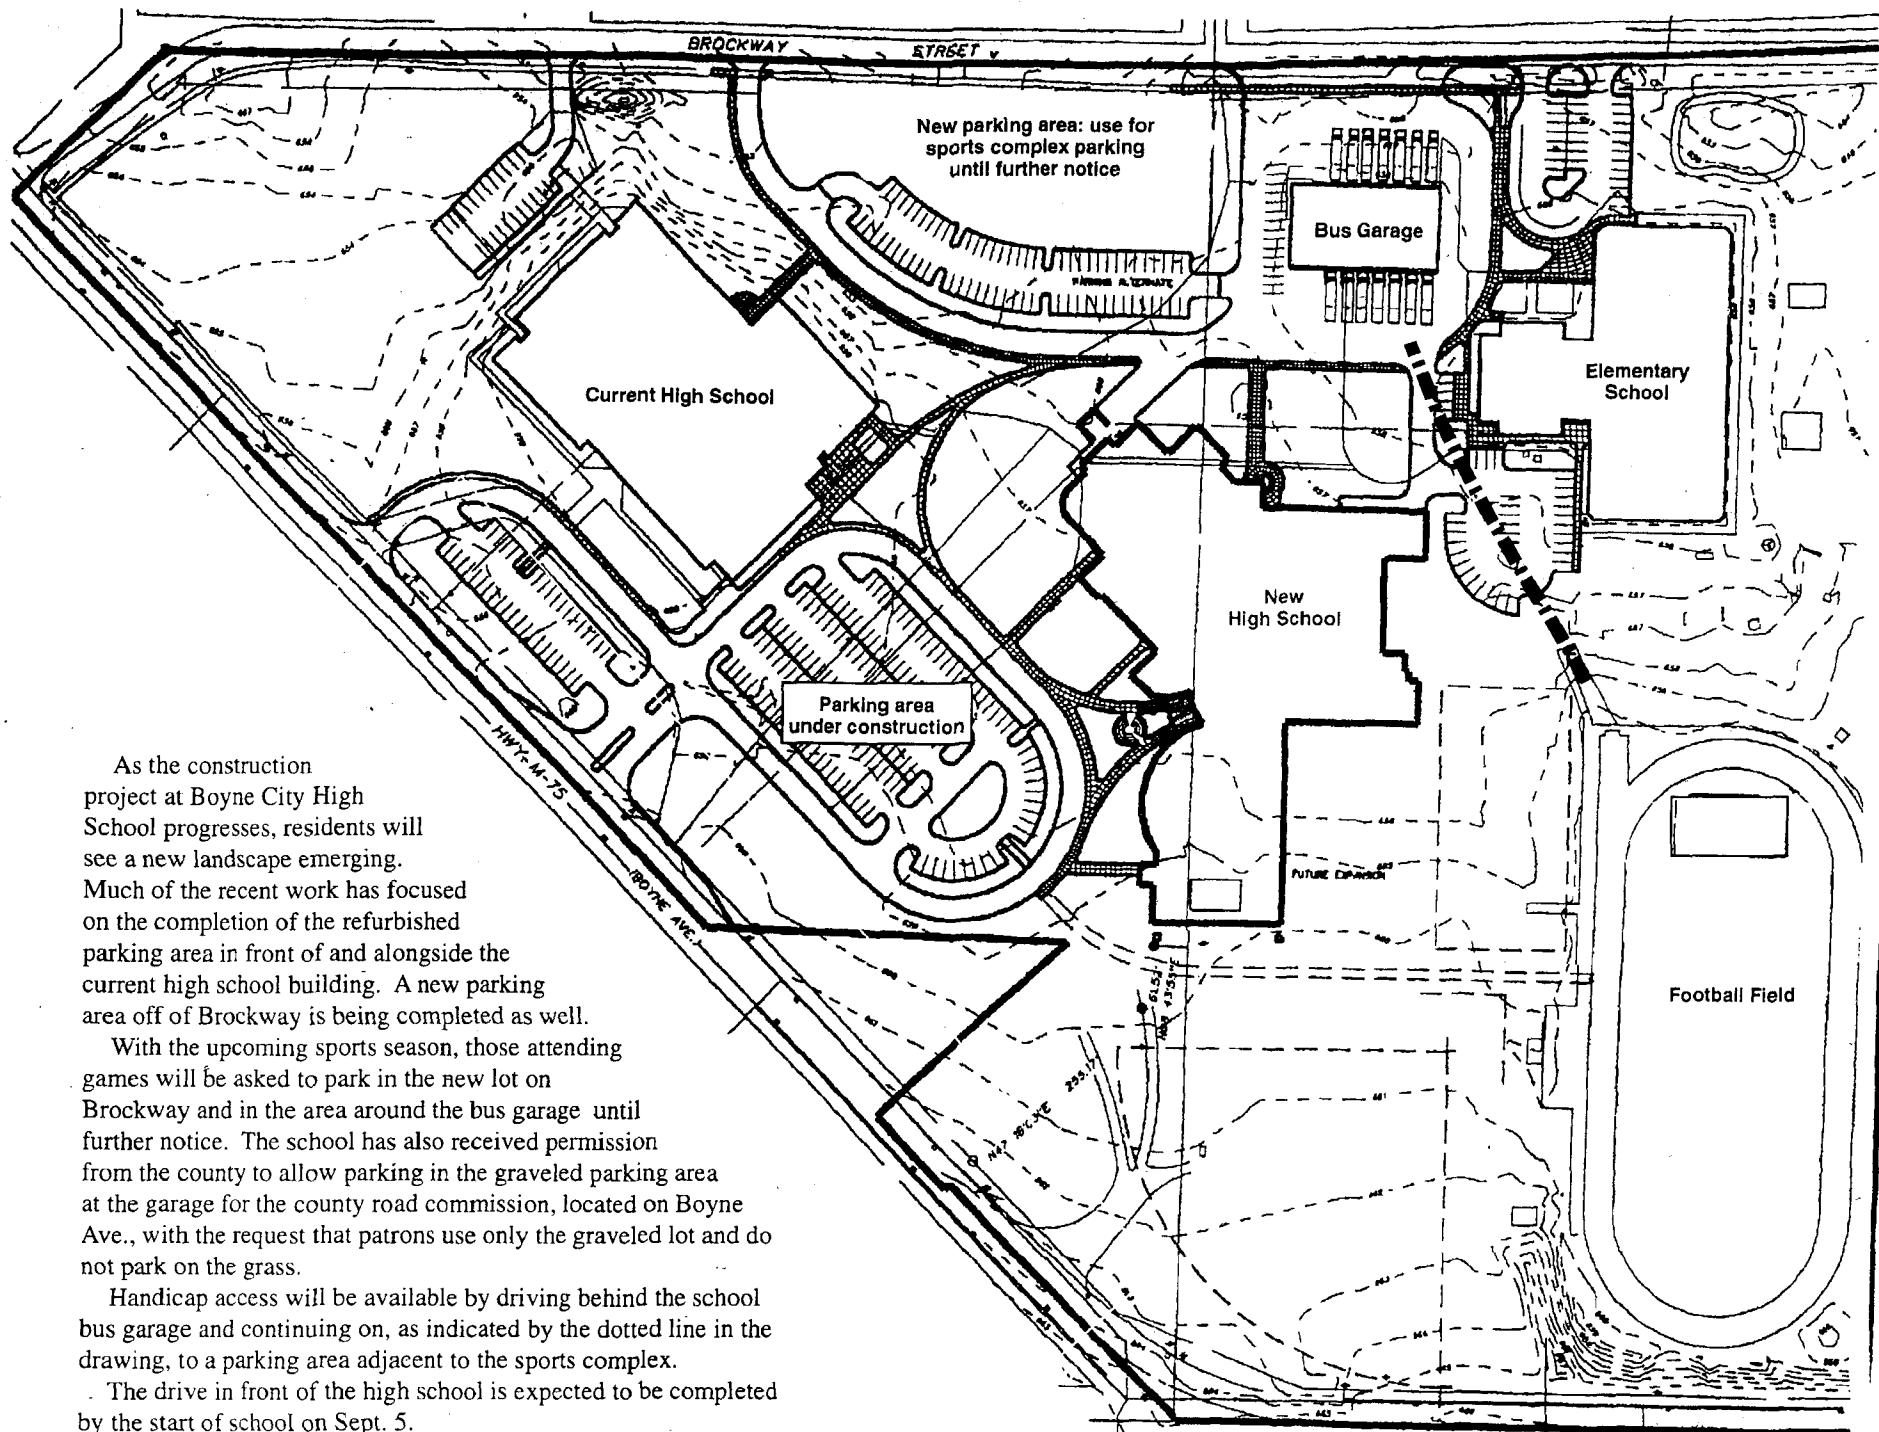 BROCKWAY STREET
New parking area: use for
sports complex parking
until further notice
PARKING ALTERNATE
Bus Garage
Elementary
School
Current High School
New
High School
Parking area
under construction
HWY. M-75
(BOYNE AVE.)
FUTURE EXPANSION
Football Field
255.17'
As the construction
project at Boyne City High
School progresses, residents will
see a new landscape emerging.
Much of the recent work has focused
on the completion of the refurbished
parking area in front of and alongside the
current high school building. A new parking
area off of Brockway is being completed as well.
With the upcoming sports season, those attending
games will be asked to park in the new lot on
Brockway and in the area around the bus garage until
further notice. The school has also received permission
from the county to allow parking in the graveled parking area
at the garage for the county road commission, located on Boyne
Ave., with the request that patrons use only the graveled lot and do
not park on the grass.
Handicap access will be available by driving behind the school
bus garage and continuing on, as indicated by the dotted line in the
drawing, to a parking area adjacent to the sports complex.
The drive in front of the high school is expected to be completed
by the start of school on Sept. 5.